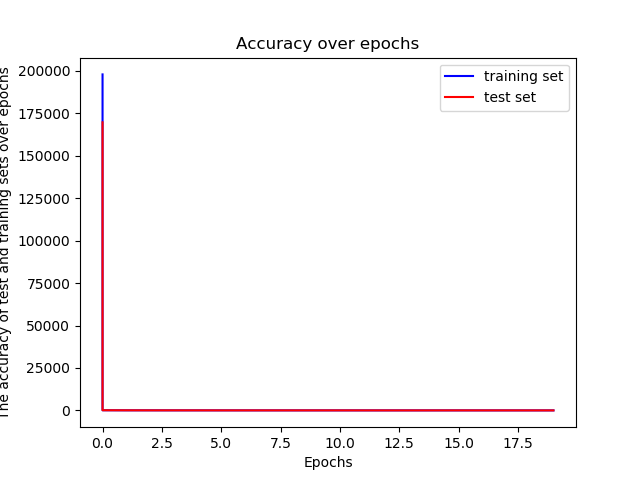 Accuracy over epochs
The accuracy of test and training sets over epochs
200000
175000
150000
125000
100000
75000
50000
25000
0
training set
test set
0.0 2.5 5.0 7.5 10.0 12.5 15.0 17.5
Epochs